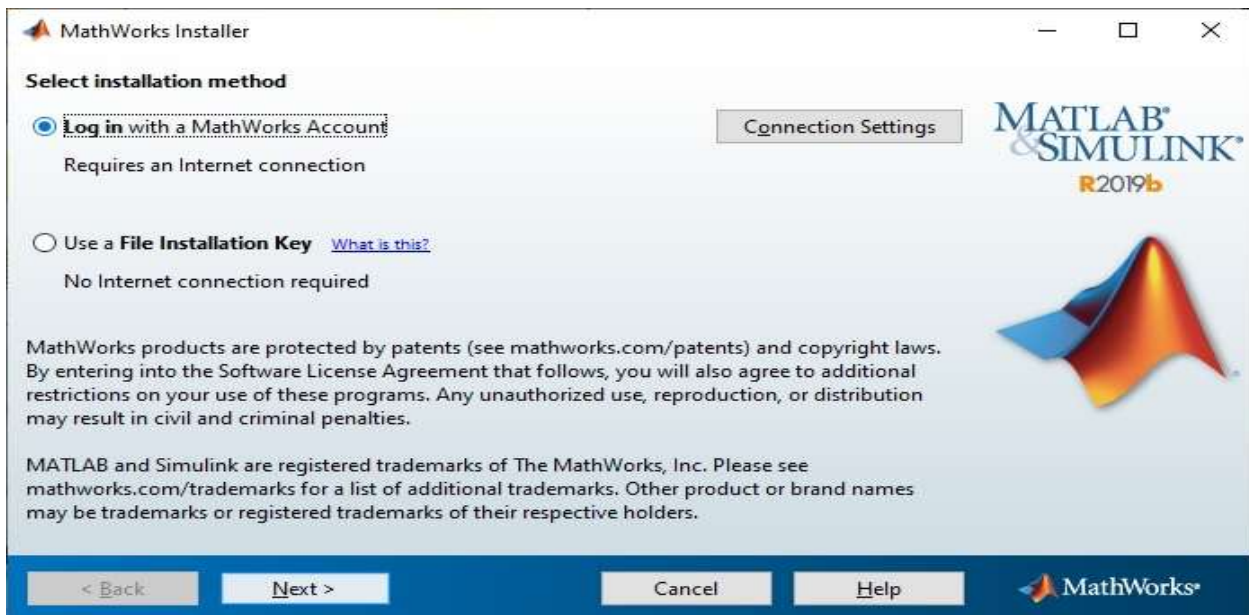 MathWorks Installer
Select installation method
Log in with a MathWorks Account
Connection Settings
Requires an Internet connection
Use a File Installation Key What is this?
No Internet connection required
MathWorks products are protected by patents (see mathworks.com/patents) and copyright laws.
By entering into the Software License Agreement that follows, you will also agree to additional
restrictions on your use of these programs. Any unauthorized use, reproduction, or distribution
may result in civil and criminal penalties.
MATLAB and Simulink are registered trademarks of The MathWorks, Inc. Please see
mathworks.com/trademarks for a list of additional trademarks. Other product or brand names
may be trademarks or registered trademarks of their respective holders.
MATLAB®
&SIMULINK®
R2019b
< Back
Next >
Cancel
Help
MathWorks®